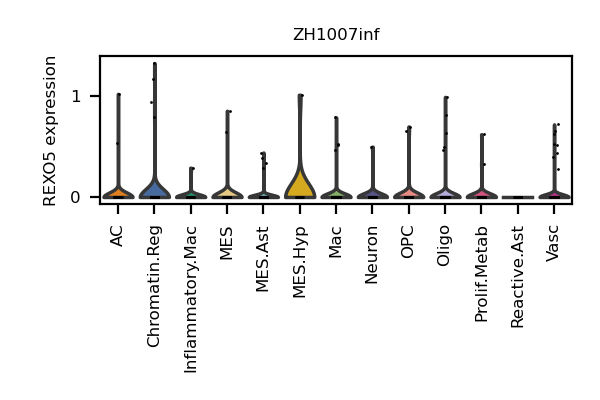 ZH1007inf
REXO5 expression
1
0
AC
Chromatin.Reg
Inflammatory.Mac
MES
MES.Ast
MES.Hyp
Mac
Neuron
OPC
Oligo
Prolif.Metab
Reactive.Ast
Vasc